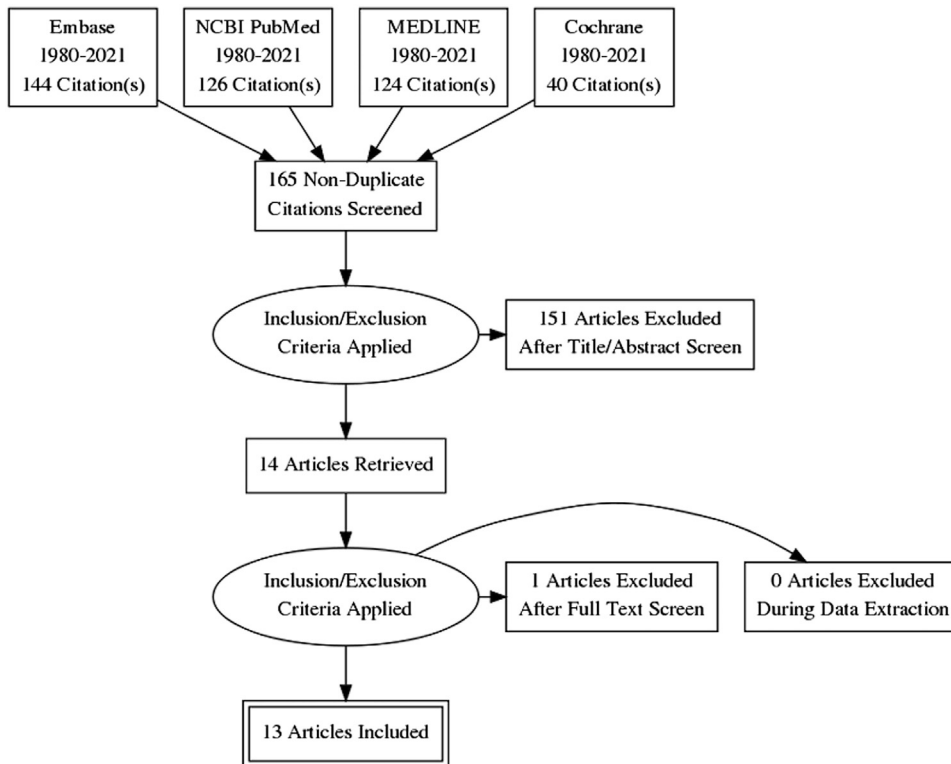 Embase
1980-2021
144 Citation(s)
NCBI PubMed
1980-2021
126 Citation(s)
MEDLINE
1980-2021
124 Citation(s)
Cochrane
1980-2021
40 Citation(s)
165 Non-Duplicate
Citations Screened
Inclusion/Exclusion
Criteria Applied
151 Articles Excluded
After Title/Abstract Screen
14 Articles Retrieved
Inclusion/Exclusion
Criteria Applied
1 Articles Excluded
After Full Text Screen
0 Articles Excluded
During Data Extraction
13 Articles Included